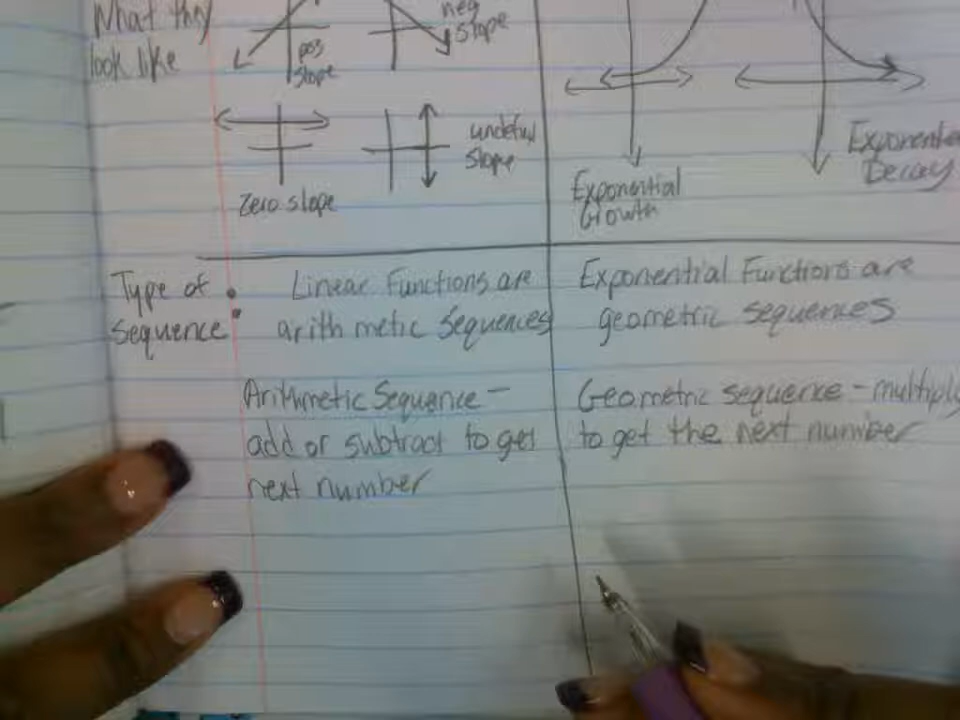 What they
look like
pos
slope
neg
slope
undefined
slope
Zero slope
Exponential
Growth
Exponential
Decay
Type of
Sequence:
Linear Functions are
arithmetic sequences
Exponential Functions are
geometric sequences
Arithmetic Sequence -
add or subtract to get
next number
Geometric sequence - multiply
to get the next number